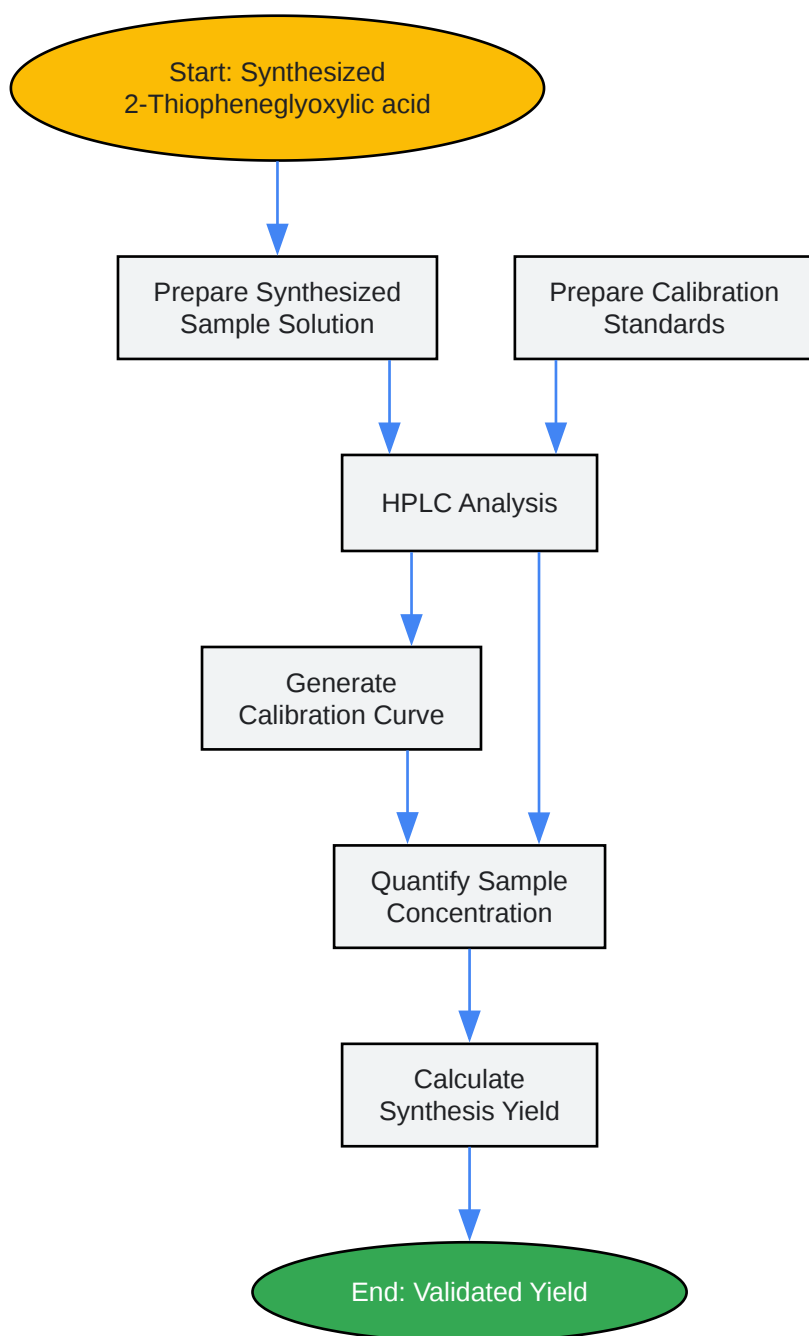 Start: Synthesized
2-Thiopheneglyoxylic acid
Prepare Synthesized
Sample Solution
Prepare Calibration
Standards
HPLC Analysis
Generate
Calibration Curve
Quantify Sample
Concentration
Calculate
Synthesis Yield
End: Validated Yield